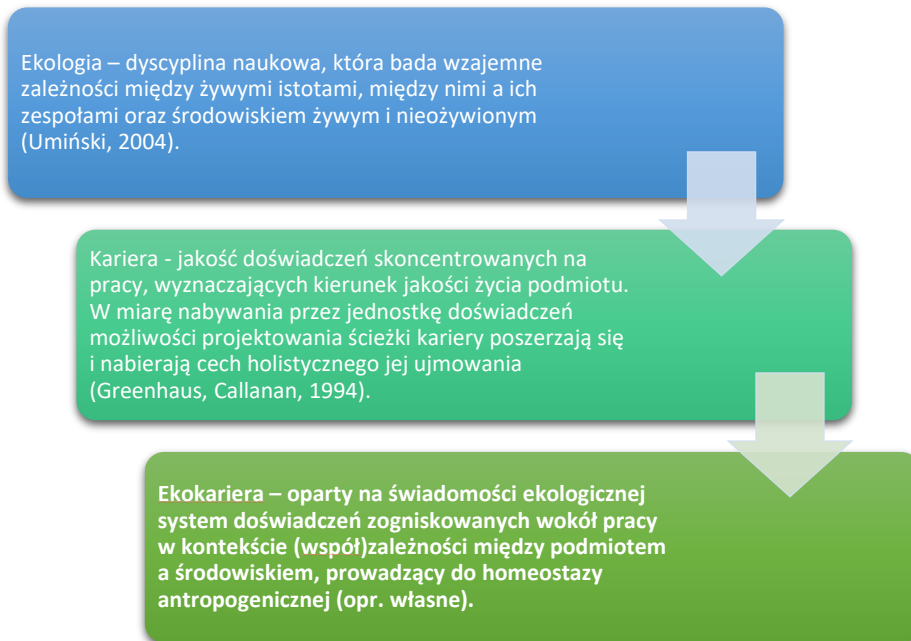 Ekologia – dyscyplina naukowa, która bada wzajemne
zależności między żywymi istotami, między nimi a ich
zespołami oraz środowiskiem żywym i nieożywionym
(Umiński, 2004).
Kariera - jakość doświadczeń skoncentrowanych na
pracy, wyznaczających kierunek jakości życia podmiotu.
W miarę nabywania przez jednostkę doświadczeń
możliwości projektowania ścieżki kariery poszerzają się
i nabierają cech holistycznego jej ujmowania
(Greenhaus, Callanan, 1994).
Ekokariera – oparty na świadomości ekologicznej
system doświadczeń zogniskowanych wokół pracy
w kontekście (współ)zależności między podmiotem
a środowiskiem, prowadzący do homeostazy
antropogenicznej (opr. własne).